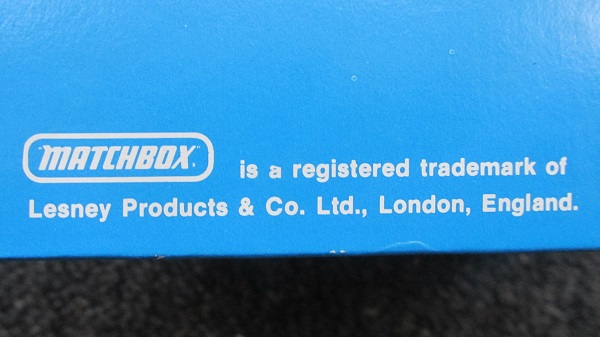 "MATCHBOX" is a registered trademark of
Lesney Products & Co. Ltd., London, England.